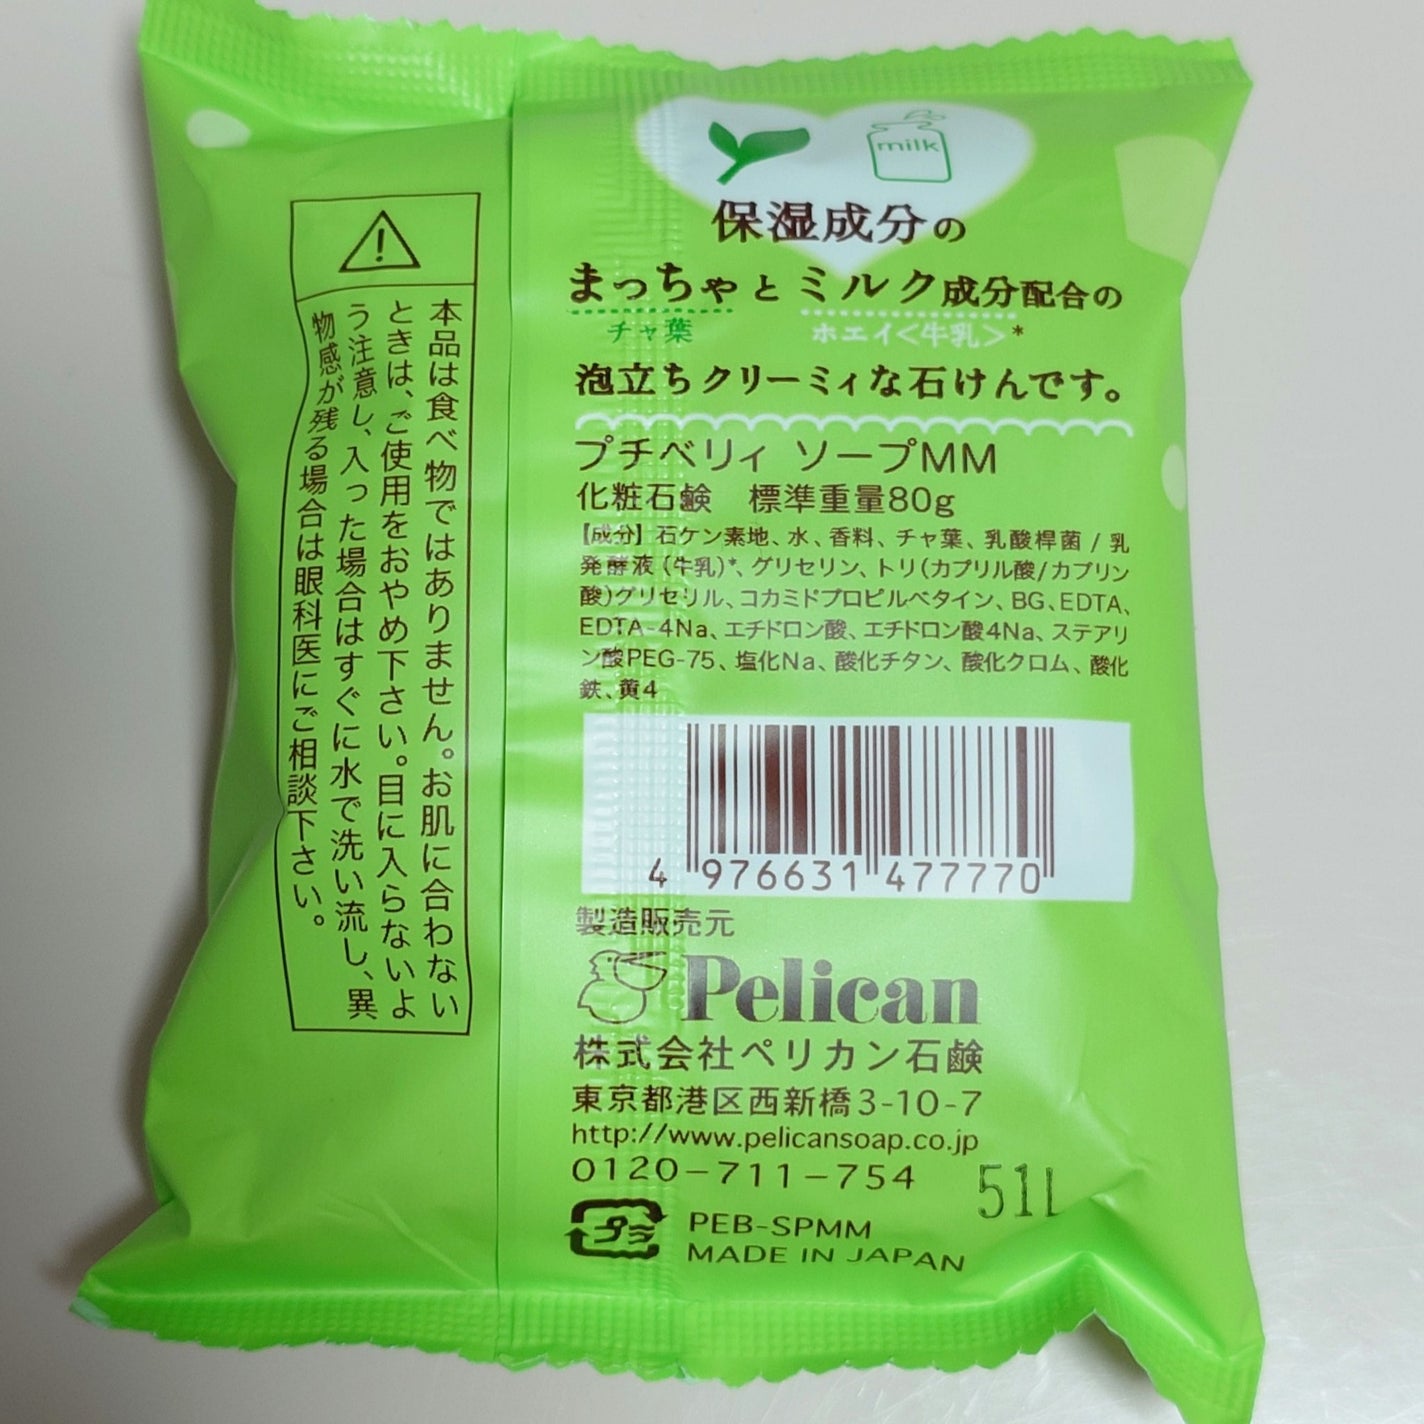 milk
保湿成分の
まっちゃとミルク成分配合の
チャ葉 ホエイ<牛乳>*
泡立ちクリーミィな石けんです。
プチベリィ ソープMM
化粧石鹸 標準重量80g
【成分】石ケン素地、水、香料、チャ葉、乳酸桿菌/乳
発酵液(牛乳)*、グリセリン、トリ(カプリル酸/カプリン
酸)グリセリル、コカミドプロピルベタイン、BG、EDTA、
EDTA-4Na、エチドロン酸、エチドロン酸4Na、ステアリ
ン酸PEG-75、塩化Na、酸化チタン、酸化クロム、酸化
鉄、黄4
4 976631 477770
製造販売元
Pelican
株式会社ペリカン石鹸
東京都港区西新橋3-10-7
http://www.pelicansoap.co.jp
0120-711-754
51L
プラ
PEB-SPMM
MADE IN JAPAN
本品は食べ物ではありません。お肌に合わない
ときは、ご使用をおやめ下さい。目に入らないよ
う注意し、入った場合はすぐに水で洗い流し、異
物感が残る場合は眼科医にご相談下さい。